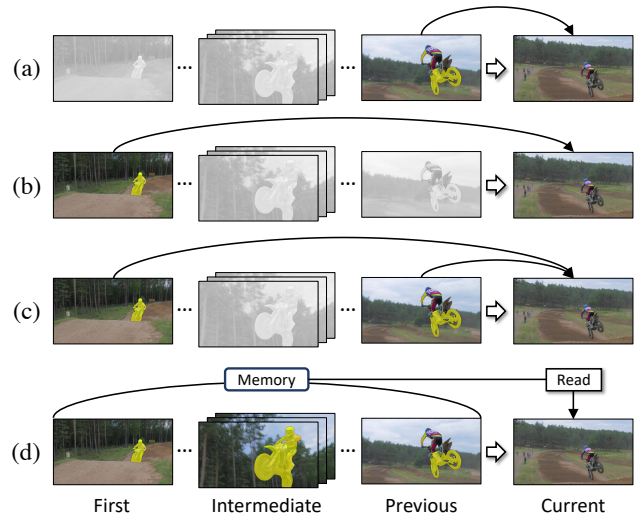 (a) ... ...
(b) ... ...
(c) ... ...
Memory Read
(d) ... ...
First Intermediate Previous Current